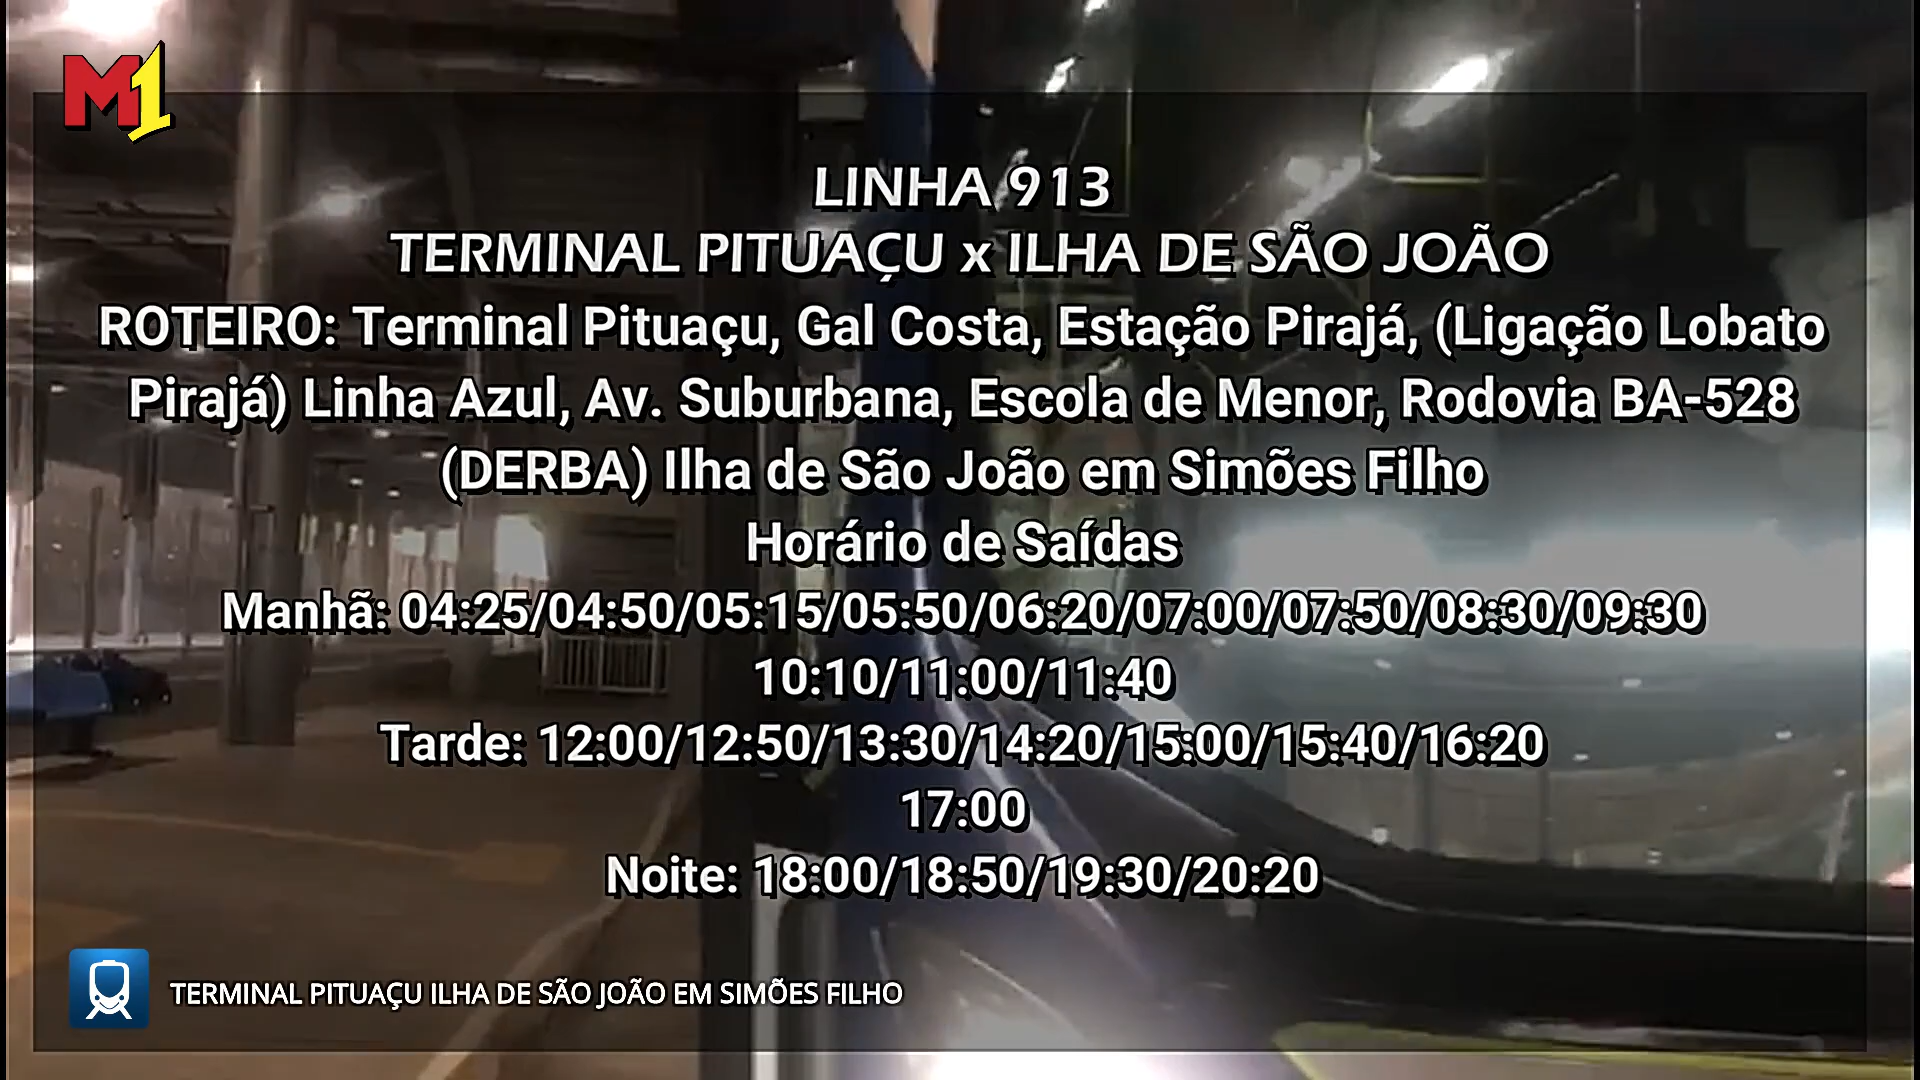 M1
LINHA 913
TERMINAL PITUAÇU x ILHA DE SÃO JOÃO
ROTEIRO: Terminal Pituaçu, Gal Costa, Estação Pirajá, (Ligação Lobato
Pirajá) Linha Azul, Av. Suburbana, Escola de Menor, Rodovia BA-528
(DERBA) Ilha de São João em Simões Filho
Horário de Saídas
Manhã: 04:25/04:50/05:15/05:50/06:20/07:00/07:50/08:30/09:30
10:10/11:00/11:40
Tarde: 12:00/12:50/13:30/14:20/15:00/15:40/16:20
17:00
Noite: 18:00/18:50/19:30/20:20
TERMINAL PITUAÇU ILHA DE SÃO JOÃO EM SIMÕES FILHO